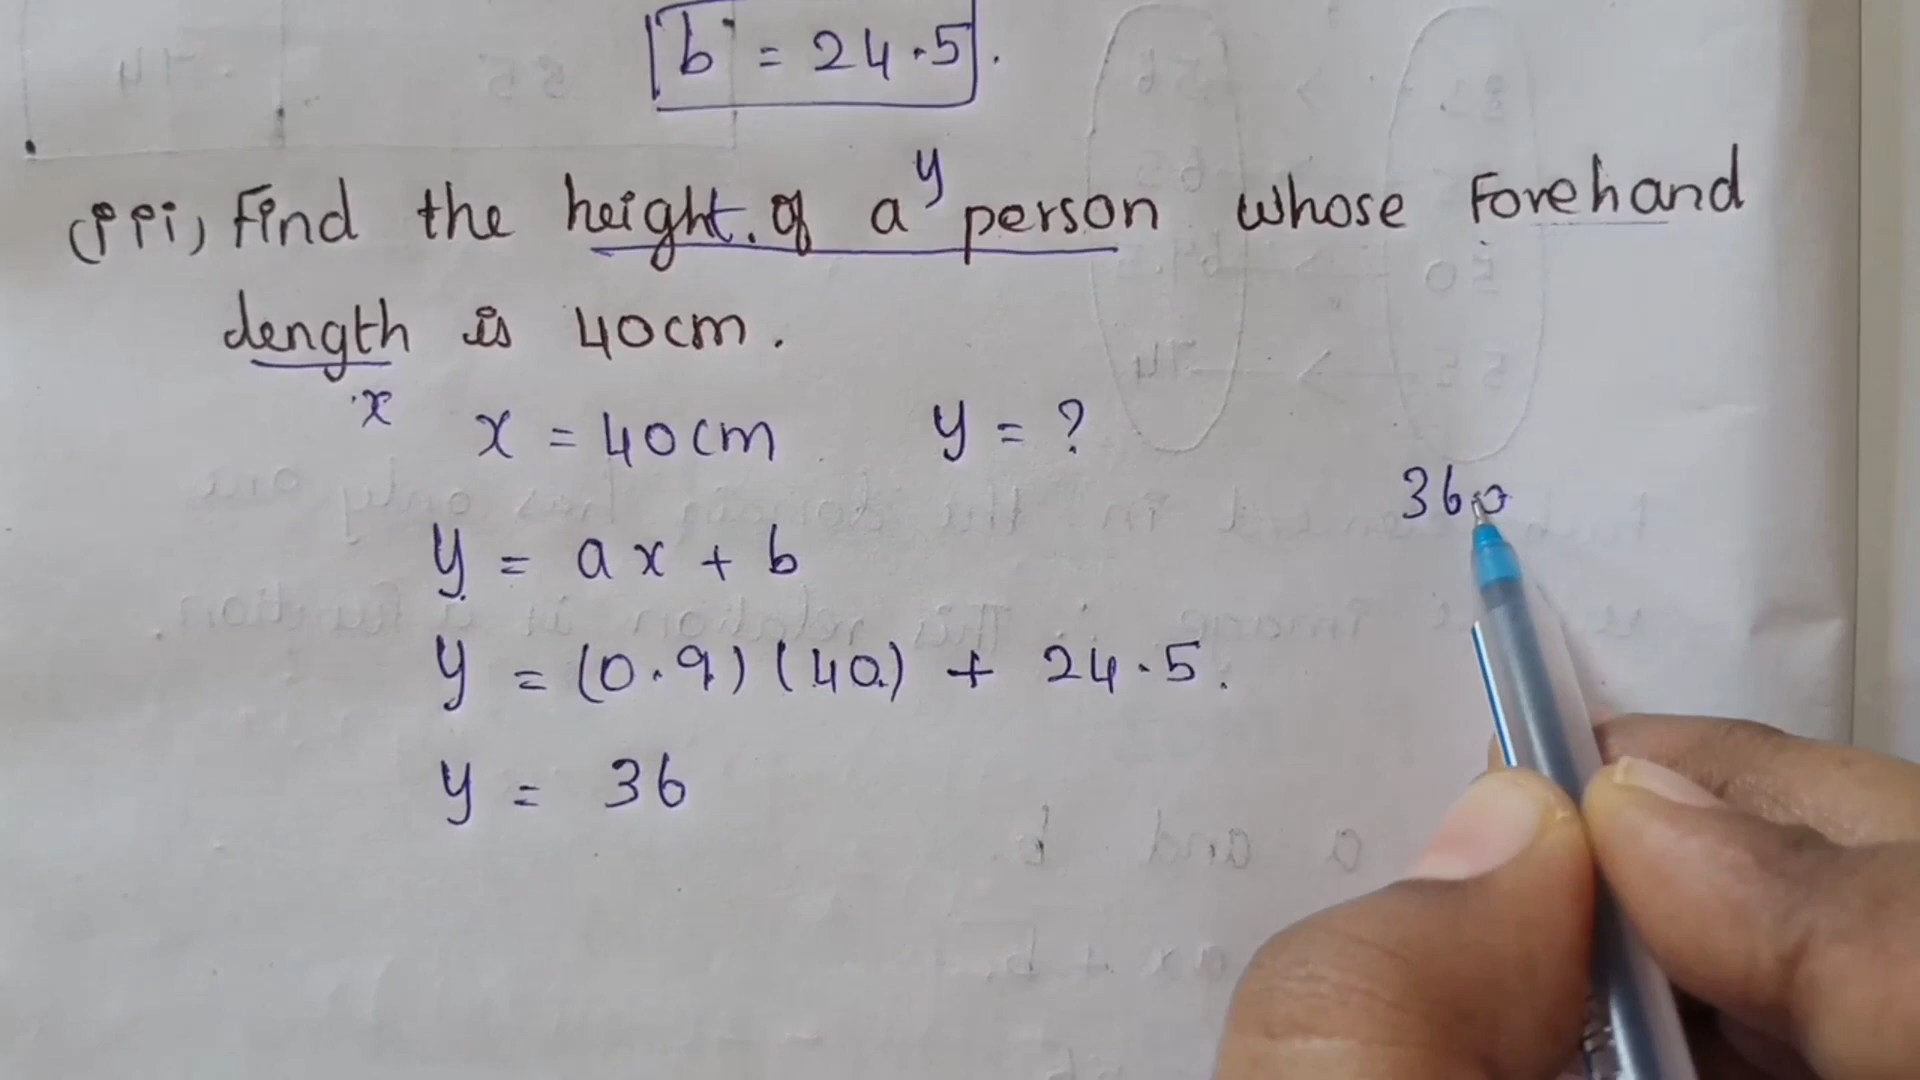 b = 24.5.
y
(iii) Find the height of a person whose Forehand
length is 40cm.
x
x = 40cm y = ?
360
y = ax + b
y = (0.9)(40) + 24.5.
y = 36